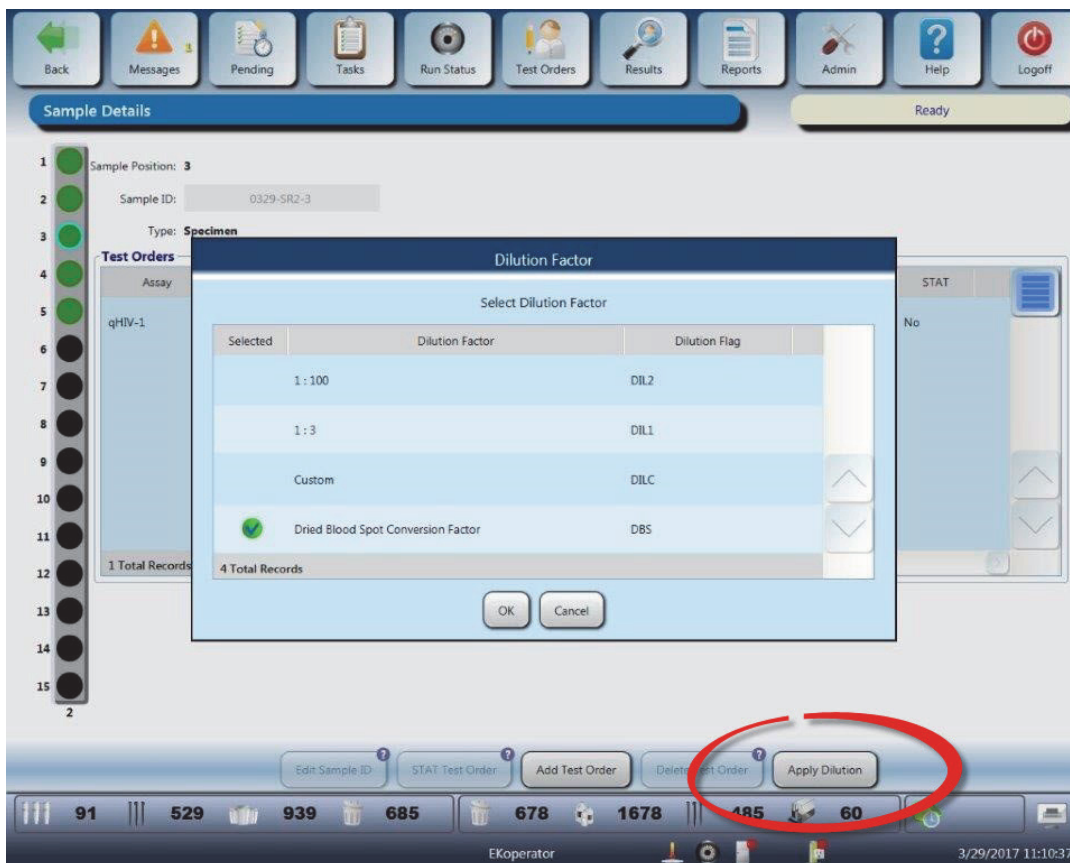 Back
Messages
3
Pending
Tasks
Run Status
Test Orders
Results
Reports
Admin
Help
Logoff
Sample Details
Ready
1
2
3
4
5
6
7
8
9
10
11
12
13
14
15
2
Sample Position: 3
Sample ID: 0329-SR2-3
Type: Specimen
Test Orders
Assay STAT
qHIV-1 No
1 Total Records
Dilution Factor
Select Dilution Factor
Selected Dilution Factor Dilution Flag
1 : 100 DIL2
1 : 3 DIL1
Custom DILC
Dried Blood Spot Conversion Factor DBS
4 Total Records
OK Cancel
Edit Sample ID ? STAT Test Order ? Add Test Order Delete Test Order ? Apply Dilution
91 529 939 685 678 1678 485 60
EKoperator 3/29/2017 11:10:37